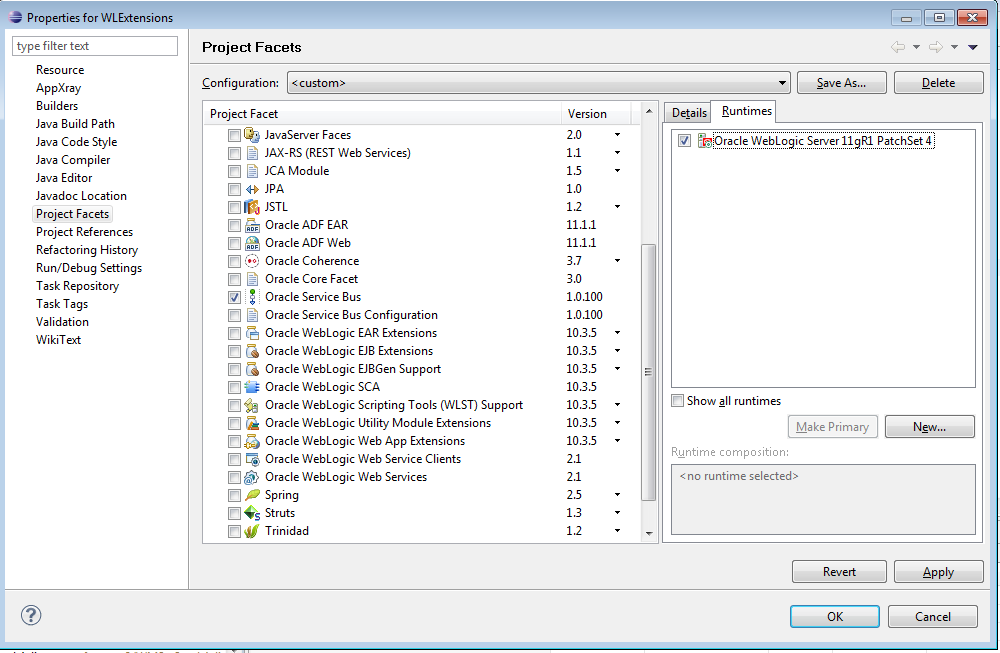 Properties for WLExtensions
type filter text
Resource
AppXray
Builders
Java Build Path
Java Code Style
Java Compiler
Java Editor
Javadoc Location
Project Facets
Project References
Refactoring History
Run/Debug Settings
Task Repository
Task Tags
Validation
WikiText
Project Facets
Configuration: <custom> Save As... Delete
Project Facet Version
JavaServer Faces 2.0
JAX-RS (REST Web Services) 1.1
JCA Module 1.5
JPA 1.0
JSTL 1.2
Oracle ADF EAR 11.1.1
Oracle ADF Web 11.1.1
Oracle Coherence 3.7
Oracle Core Facet 3.0
Oracle Service Bus 1.0.100
Oracle Service Bus Configuration 1.0.100
Oracle WebLogic EAR Extensions 10.3.5
Oracle WebLogic EJB Extensions 10.3.5
Oracle WebLogic EJBGen Support 10.3.5
Oracle WebLogic SCA 10.3.5
Oracle WebLogic Scripting Tools (WLST) Support 10.3.5
Oracle WebLogic Utility Module Extensions 10.3.5
Oracle WebLogic Web App Extensions 10.3.5
Oracle WebLogic Web Service Clients 2.1
Oracle WebLogic Web Services 2.1
Spring 2.5
Struts 1.3
Trinidad 1.2
Details Runtimes
Oracle WebLogic Server 11gR1 PatchSet 4
Show all runtimes
Make Primary New...
Runtime composition:
<no runtime selected>
Revert Apply
OK Cancel